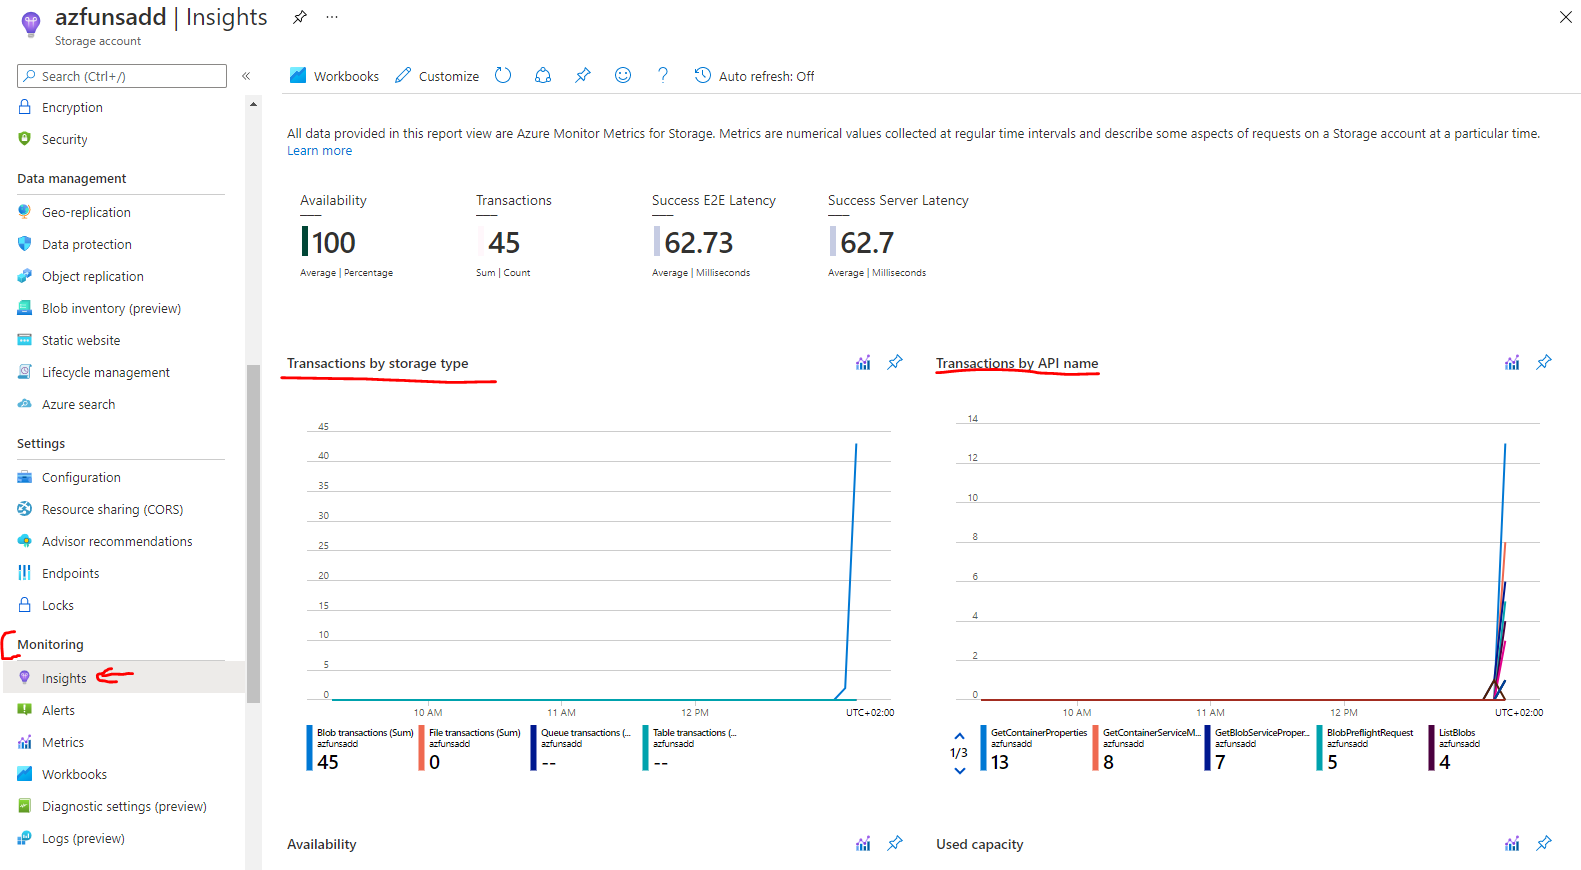 azfunsadd | Insights
Storage account
Search (Ctrl+/)
Encryption
Security
Data management
Geo-replication
Data protection
Object replication
Blob inventory (preview)
Static website
Lifecycle management
Azure search
Settings
Configuration
Resource sharing (CORS)
Advisor recommendations
Endpoints
Locks
Monitoring
Insights
Alerts
Metrics
Workbooks
Diagnostic settings (preview)
Logs (preview)
Workbooks Customize Auto refresh: Off
All data provided in this report view are Azure Monitor Metrics for Storage. Metrics are numerical values collected at regular time intervals and describe some aspects of requests on a Storage account at a particular time.
Learn more
Availability
100
Average | Percentage
Transactions
45
Sum | Count
Success E2E Latency
62.73
Average | Milliseconds
Success Server Latency
62.7
Average | Milliseconds
Transactions by storage type
45
40
35
30
25
20
15
10
5
0
10 AM 11 AM 12 PM UTC+02:00
Blob transactions (Sum)
azfunsadd
45
File transactions (Sum)
azfunsadd
0
Queue transactions (...
azfunsadd
--
Table transactions (...
azfunsadd
--
Transactions by API name
14
12
10
8
6
4
2
0
10 AM 11 AM 12 PM UTC+02:00
1/3
GetContainerProperties
azfunsadd
13
GetContainerServiceM...
azfunsadd
8
GetBlobServiceProper...
azfunsadd
7
BlobPreflightRequest
azfunsadd
5
ListBlobs
azfunsadd
4
Availability
Used capacity